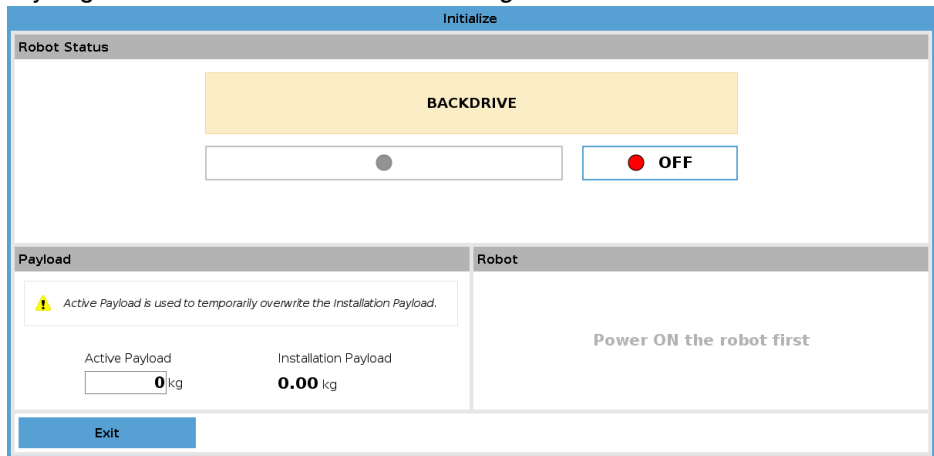 Initialize
Robot Status
BACKDRIVE
OFF
Payload
Robot
Active Payload is used to temporarily overwrite the Installation Payload.
Power ON the robot first
Active Payload
Installation Payload
0 kg
0.00 kg
Exit